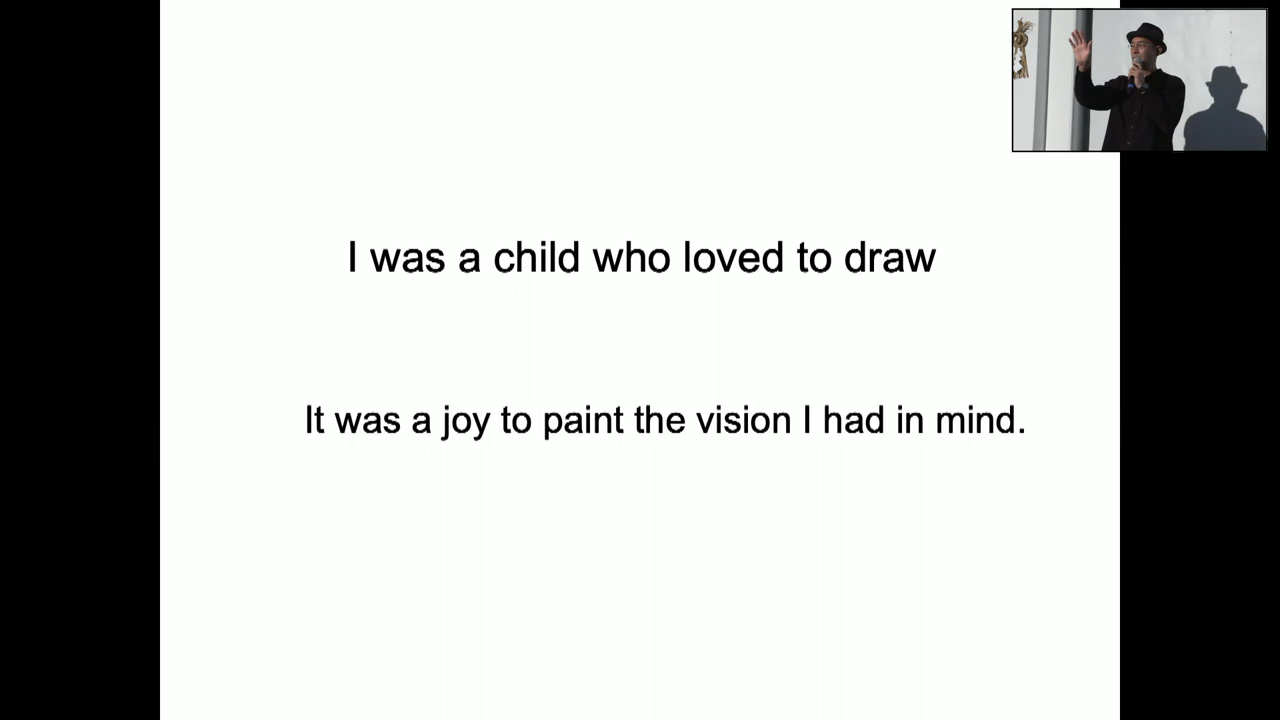 I was a child who loved to draw
It was a joy to paint the vision I had in mind.